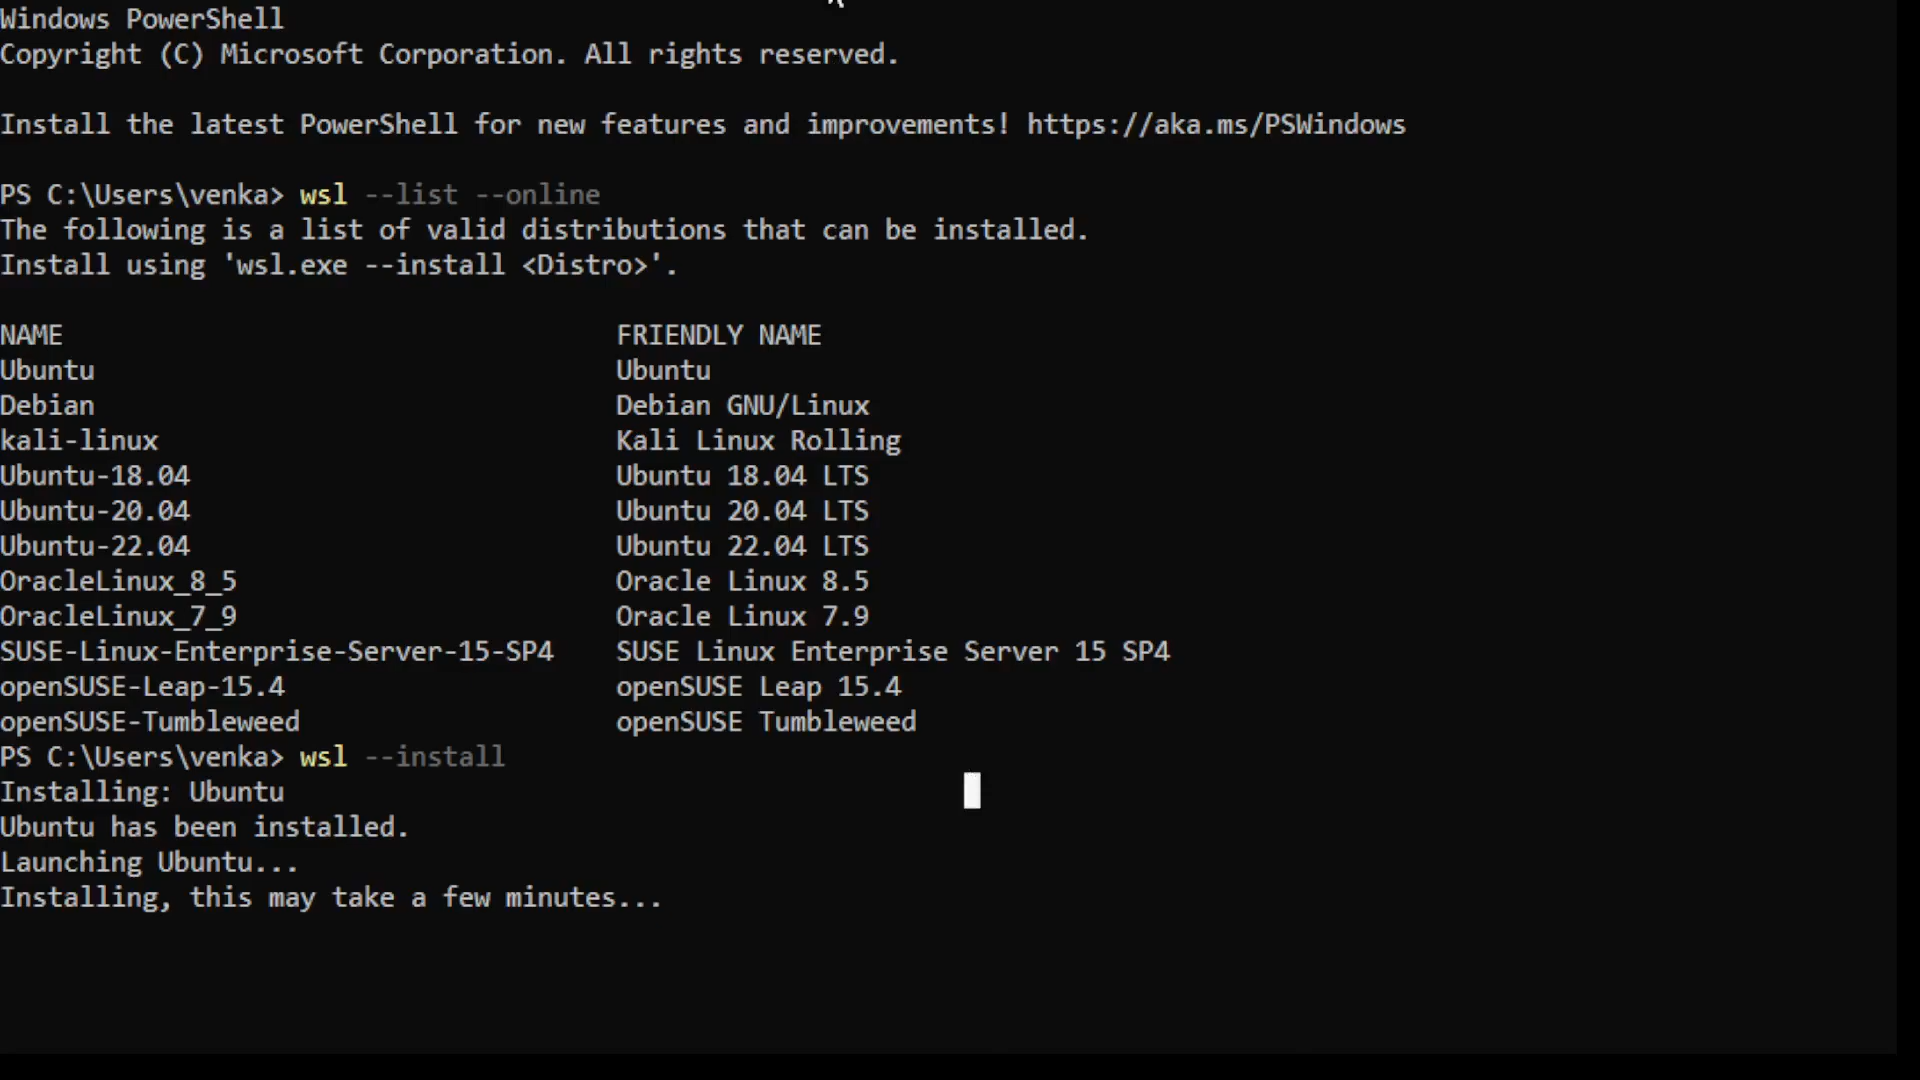 Windows PowerShell
Copyright (C) Microsoft Corporation. All rights reserved.
Install the latest PowerShell for new features and improvements! https://aka.ms/PSWindows
PS C:\Users\venka> wsl --list --online
The following is a list of valid distributions that can be installed.
Install using 'wsl.exe --install <Distro>'.
NAME FRIENDLY NAME
Ubuntu Ubuntu
Debian Debian GNU/Linux
kali-linux Kali Linux Rolling
Ubuntu-18.04 Ubuntu 18.04 LTS
Ubuntu-20.04 Ubuntu 20.04 LTS
Ubuntu-22.04 Ubuntu 22.04 LTS
OracleLinux_8_5 Oracle Linux 8.5
OracleLinux_7_9 Oracle Linux 7.9
SUSE-Linux-Enterprise-Server-15-SP4 SUSE Linux Enterprise Server 15 SP4
openSUSE-Leap-15.4 openSUSE Leap 15.4
openSUSE-Tumbleweed openSUSE Tumbleweed
PS C:\Users\venka> wsl --install
Installing: Ubuntu
Ubuntu has been installed.
Launching Ubuntu...
Installing, this may take a few minutes...